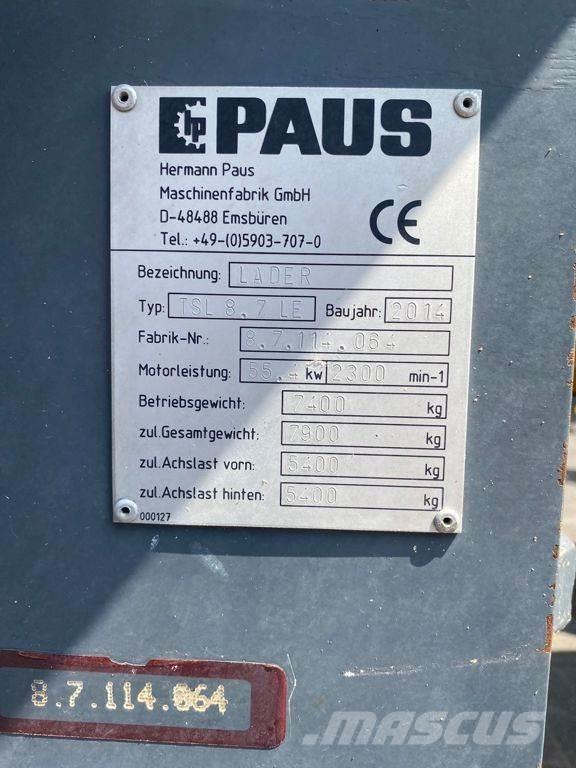 hp PAUS
Hermann Paus
Maschinenfabrik GmbH
D-48488 Emsbüren
Tel.: +49-(0)5903-707-0
CE
Bezeichnung: LADER
Typ: TSL 8.7 LE Baujahr: 2014
Fabrik-Nr.: 8.7.114.064
Motorleistung: 55.4 kW 2300 min-1
Betriebsgewicht: 7400 kg
zul.Gesamtgewicht: 7900 kg
zul.Achslast vorn: 5400 kg
zul.Achslast hinten: 5400 kg
000127
8.7.114.064
MASCUS